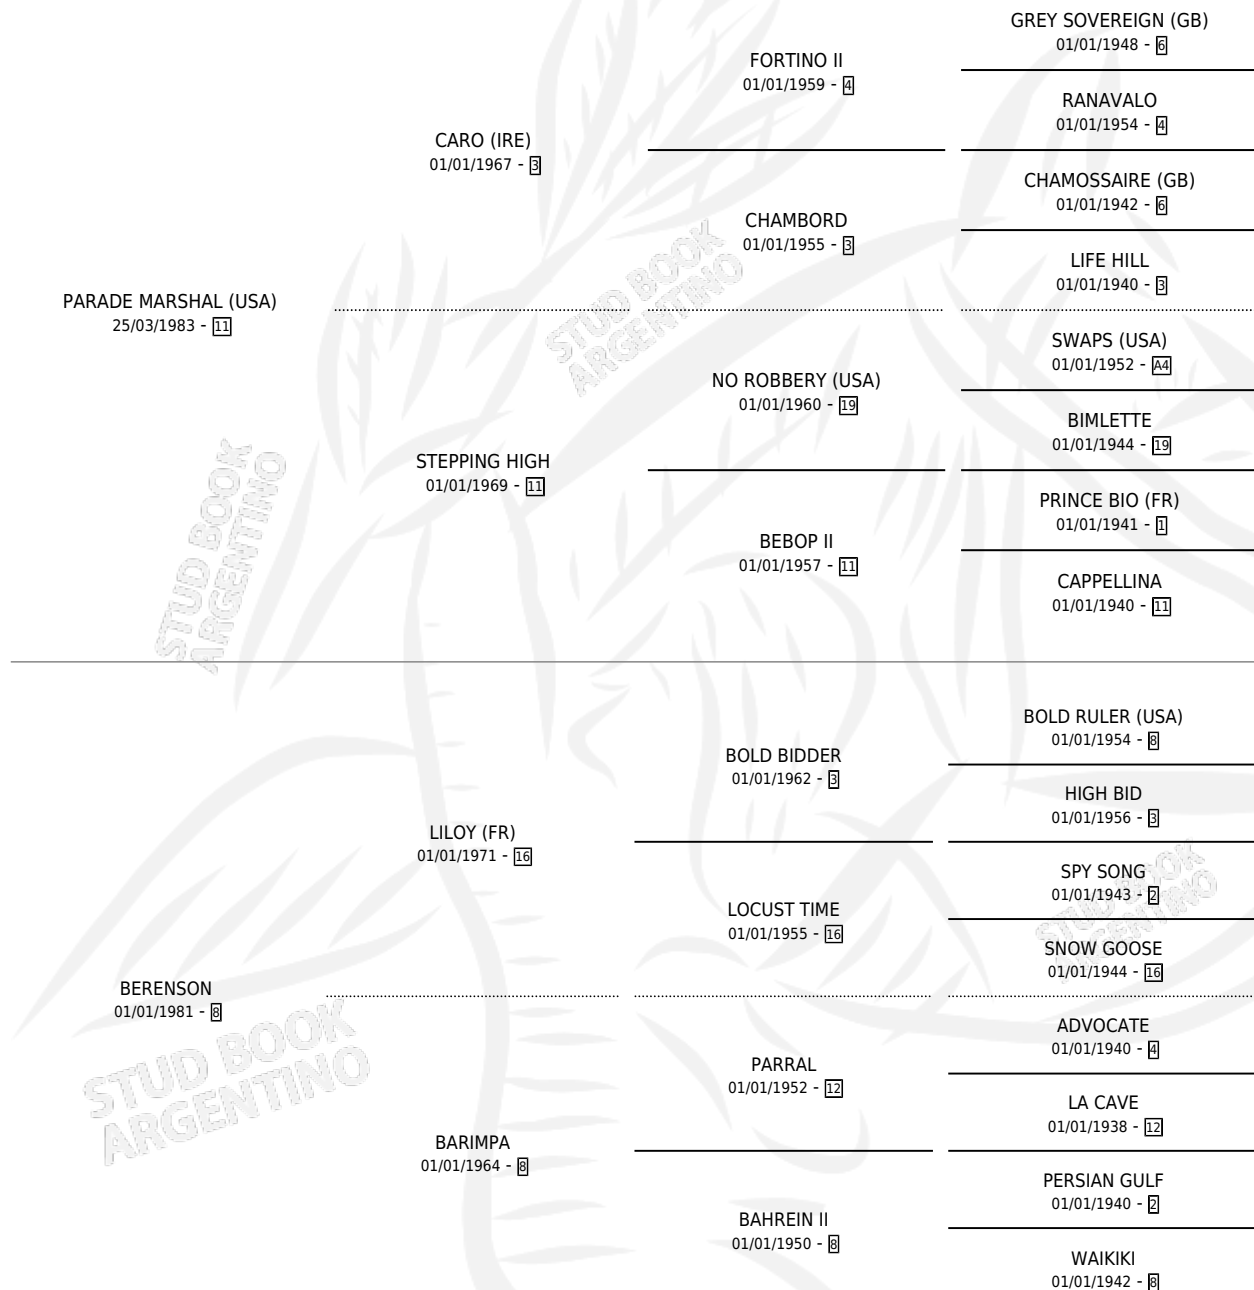 GREY SOVEREIGN (GB)
01/01/1948 - 6
FORTINO II
01/01/1959 - 4
RANAVALO
01/01/1954 - 4
CARO (IRE)
01/01/1967 - 3
CHAMOSSAIRE (GB)
01/01/1942 - 6
CHAMBORD
01/01/1955 - 3
LIFE HILL
01/01/1940 - 3
PARADE MARSHAL (USA)
25/03/1983 - 11
STUD BOOK
ARGENTINO
SWAPS (USA)
01/01/1952 - A4
NO ROBBERY (USA)
01/01/1960 - 19
BIMLETTE
01/01/1944 - 19
STEPPING HIGH
01/01/1969 - 11
PRINCE BIO (FR)
01/01/1941 - 1
BEBOP II
01/01/1957 - 11
CAPPELLINA
01/01/1940 - 11
STUD BOOK
ARGENTINO
BOLD RULER (USA)
01/01/1954 - 8
BOLD BIDDER
01/01/1962 - 3
HIGH BID
01/01/1956 - 3
LILOY (FR)
01/01/1971 - 16
SPY SONG
01/01/1943 - 2
LOCUST TIME
01/01/1955 - 16
SNOW GOOSE
01/01/1944 - 16
STUD BOOK
ARGENTINO
BERENSON
01/01/1981 - 8
ADVOCATE
01/01/1940 - 4
PARRAL
01/01/1952 - 12
LA CAVE
01/01/1938 - 12
STUD BOOK
ARGENTINO
BARIMPA
01/01/1964 - 8
PERSIAN GULF
01/01/1940 - 2
BAHREIN II
01/01/1950 - 8
WAIKIKI
01/01/1942 - 8